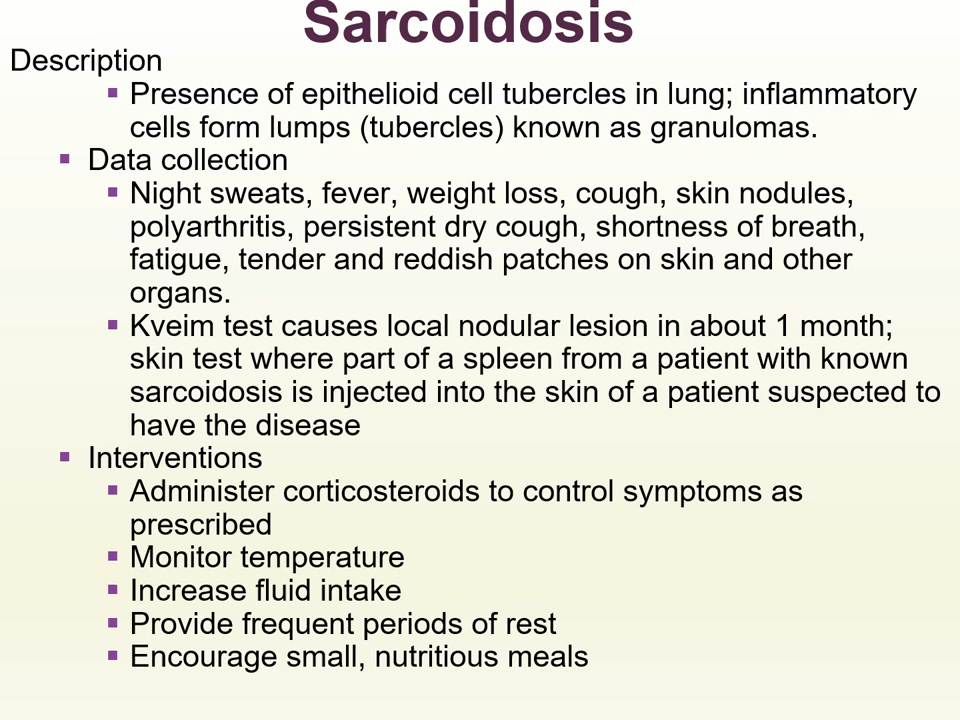 Sarcoidosis
Description
▪ Presence of epithelioid cell tubercles in lung; inflammatory
cells form lumps (tubercles) known as granulomas.
▪ Data collection
▪ Night sweats, fever, weight loss, cough, skin nodules,
polyarthritis, persistent dry cough, shortness of breath,
fatigue, tender and reddish patches on skin and other
organs.
▪ Kveim test causes local nodular lesion in about 1 month;
skin test where part of a spleen from a patient with known
sarcoidosis is injected into the skin of a patient suspected to
have the disease
▪ Interventions
▪ Administer corticosteroids to control symptoms as
prescribed
▪ Monitor temperature
▪ Increase fluid intake
▪ Provide frequent periods of rest
▪ Encourage small, nutritious meals